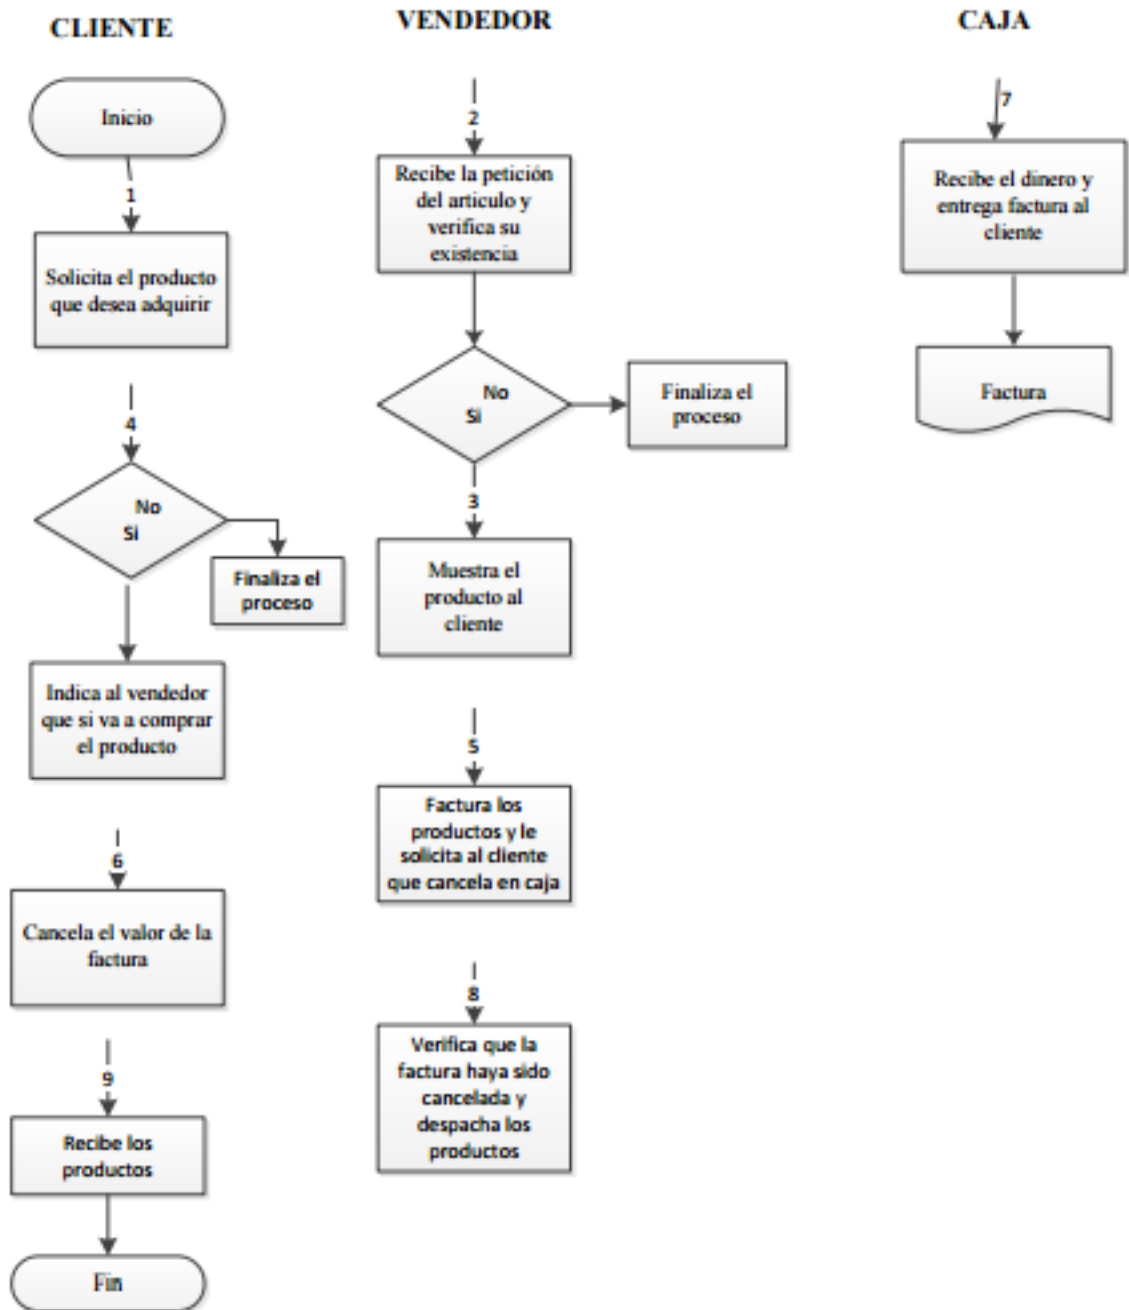 CLIENTE
Inicio
1
Solicita el producto
que desea adquirir
4
No
Si
Finaliza el
proceso
Indica al vendedor
que si va a comprar
el producto
6
Cancela el valor de la
factura
9
Recibe los
productos
Fin
VENDEDOR
2
Recibe la petición
del articulo y
verifica su
existencia
No
Si
Finaliza el
proceso
3
Muestra el
producto al
cliente
5
Factura los
productos y le
solicita al cliente
que cancela en caja
8
Verifica que la
factura haya sido
cancelada y
despacha los
productos
CAJA
7
Recibe el dinero y
entrega factura al
cliente
Factura